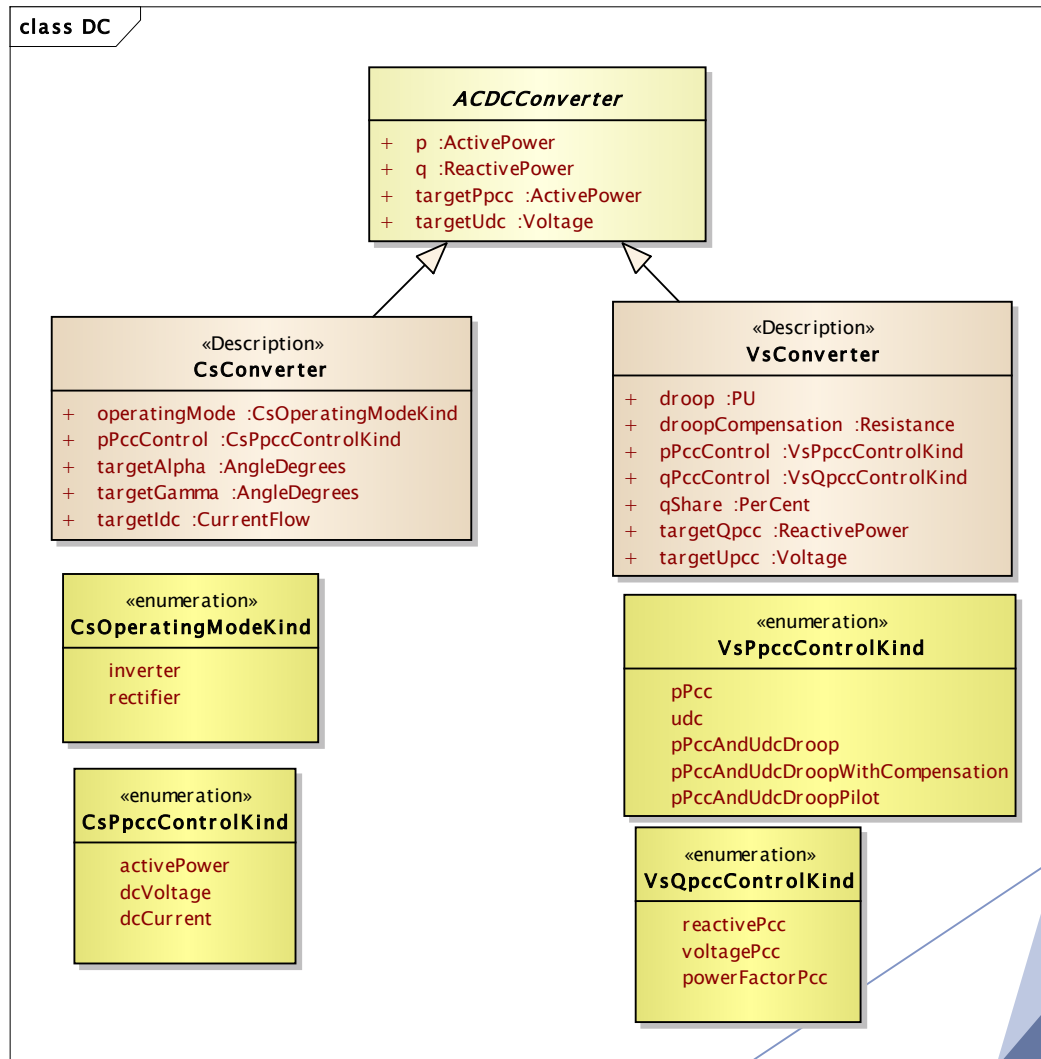 class DC
ACDCConverter
+ p :ActivePower
+ q :ReactivePower
+ targetPpcc :ActivePower
+ targetUdc :Voltage
«Description»
CsConverter
+ operatingMode :CsOperatingModeKind
+ pPccControl :CsPpccControlKind
+ targetAlpha :AngleDegrees
+ targetGamma :AngleDegrees
+ targetIdc :CurrentFlow
«Description»
VsConverter
+ droop :PU
+ droopCompensation :Resistance
+ pPccControl :VsPpccControlKind
+ qPccControl :VsQpccControlKind
+ qShare :PerCent
+ targetQpcc :ReactivePower
+ targetUpcc :Voltage
«enumeration»
CsOperatingModeKind
inverter
rectifier
«enumeration»
VsPpccControlKind
pPcc
udc
pPccAndUdcDroop
pPccAndUdcDroopWithCompensation
pPccAndUdcDroopPilot
«enumeration»
CsPpccControlKind
activePower
dcVoltage
dcCurrent
«enumeration»
VsQpccControlKind
reactivePcc
voltagePcc
powerFactorPcc